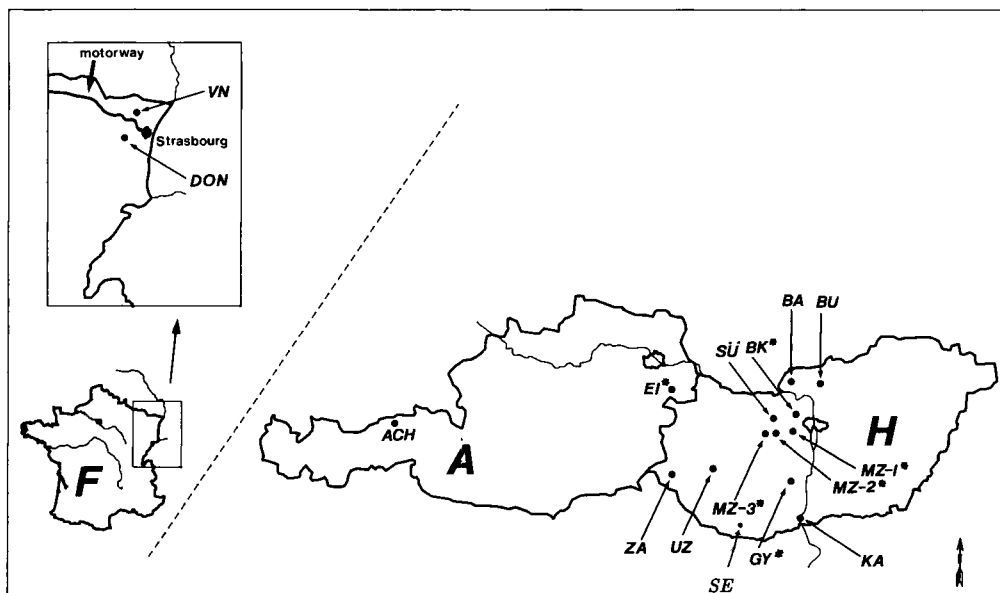 motorway
VN
Strasbourg
DON
BA BU
SÜ BK*
EI*
ACH
F
A
H
MZ-1*
MZ-2*
MZ-3*
ZA UZ
GY* KA
SE